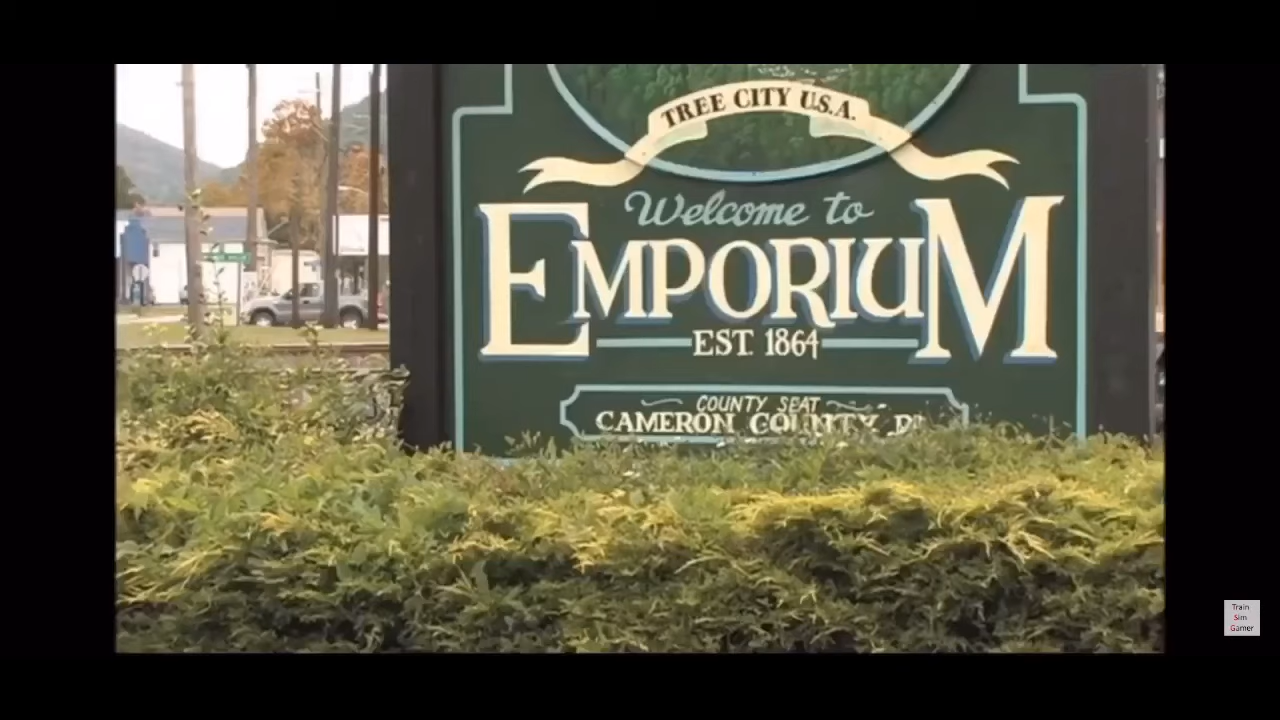 TREE CITY U.S.A.
Welcome to
EMPORIUM
EST. 1864
COUNTY SEAT
CAMERON COUNTY
Train
Sim
Gamer